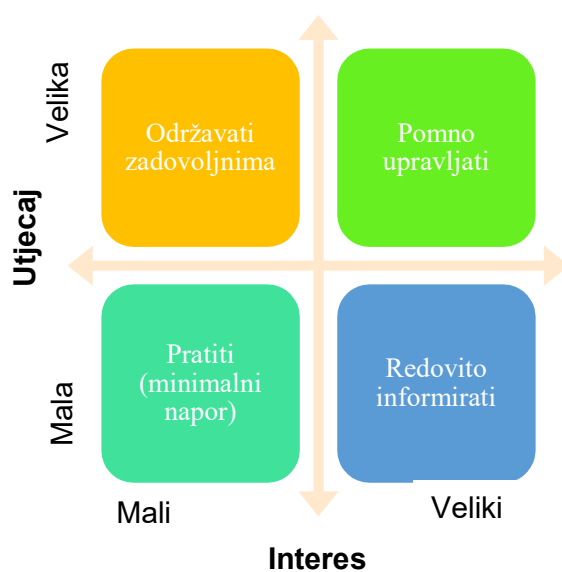 Velika
Održavati
zadovoljnima
Pomno
upravljati
Utjecaj
Mala
Pratiti
(minimalni
napor)
Redovito
informirati
Mali
Veliki
Interes